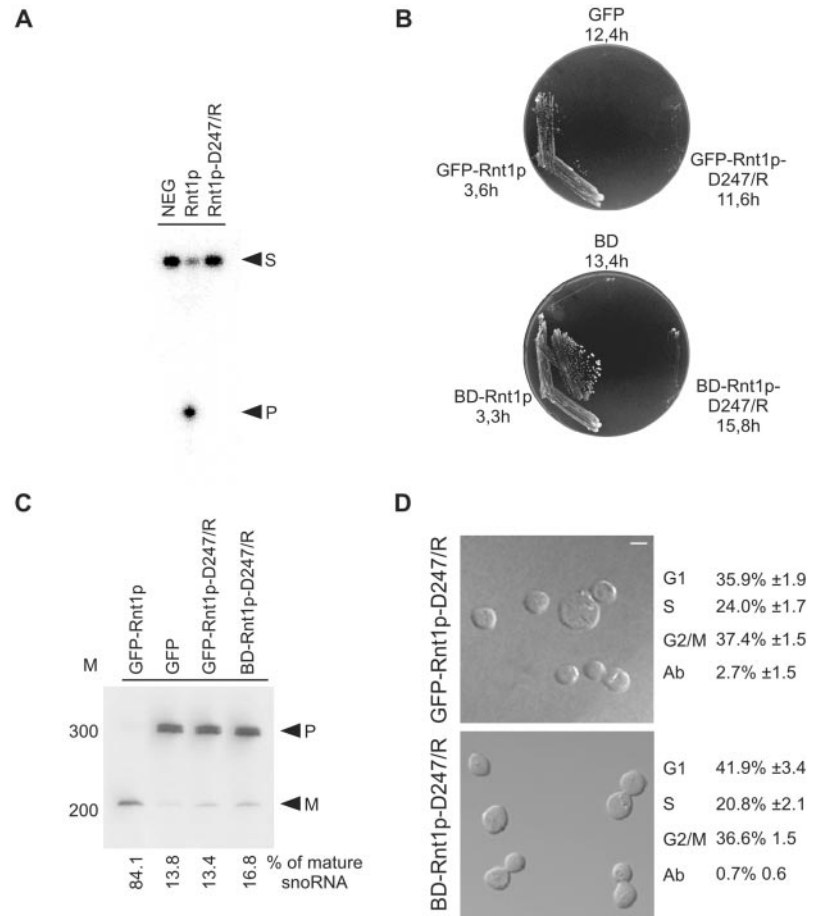 A
NEG
Rnt1p
Rnt1p-D247/R
S
P
B
GFP
12,4h
GFP-Rnt1p
3,6h
GFP-Rnt1p-
D247/R
11,6h
BD
13,4h
BD-Rnt1p
3,3h
BD-Rnt1p-
D247/R
15,8h
C
M
GFP-Rnt1p
GFP
GFP-Rnt1p-D247/R
BD-Rnt1p-D247/R
300
P
200
M
84.1 13.8 13.4 16.8 % of mature
snoRNA
D
GFP-Rnt1p-D247/R
G1 35.9% ±1.9
S 24.0% ±1.7
G2/M 37.4% ±1.5
Ab 2.7% ±1.5
BD-Rnt1p-D247/R
G1 41.9% ±3.4
S 20.8% ±2.1
G2/M 36.6% 1.5
Ab 0.7% 0.6